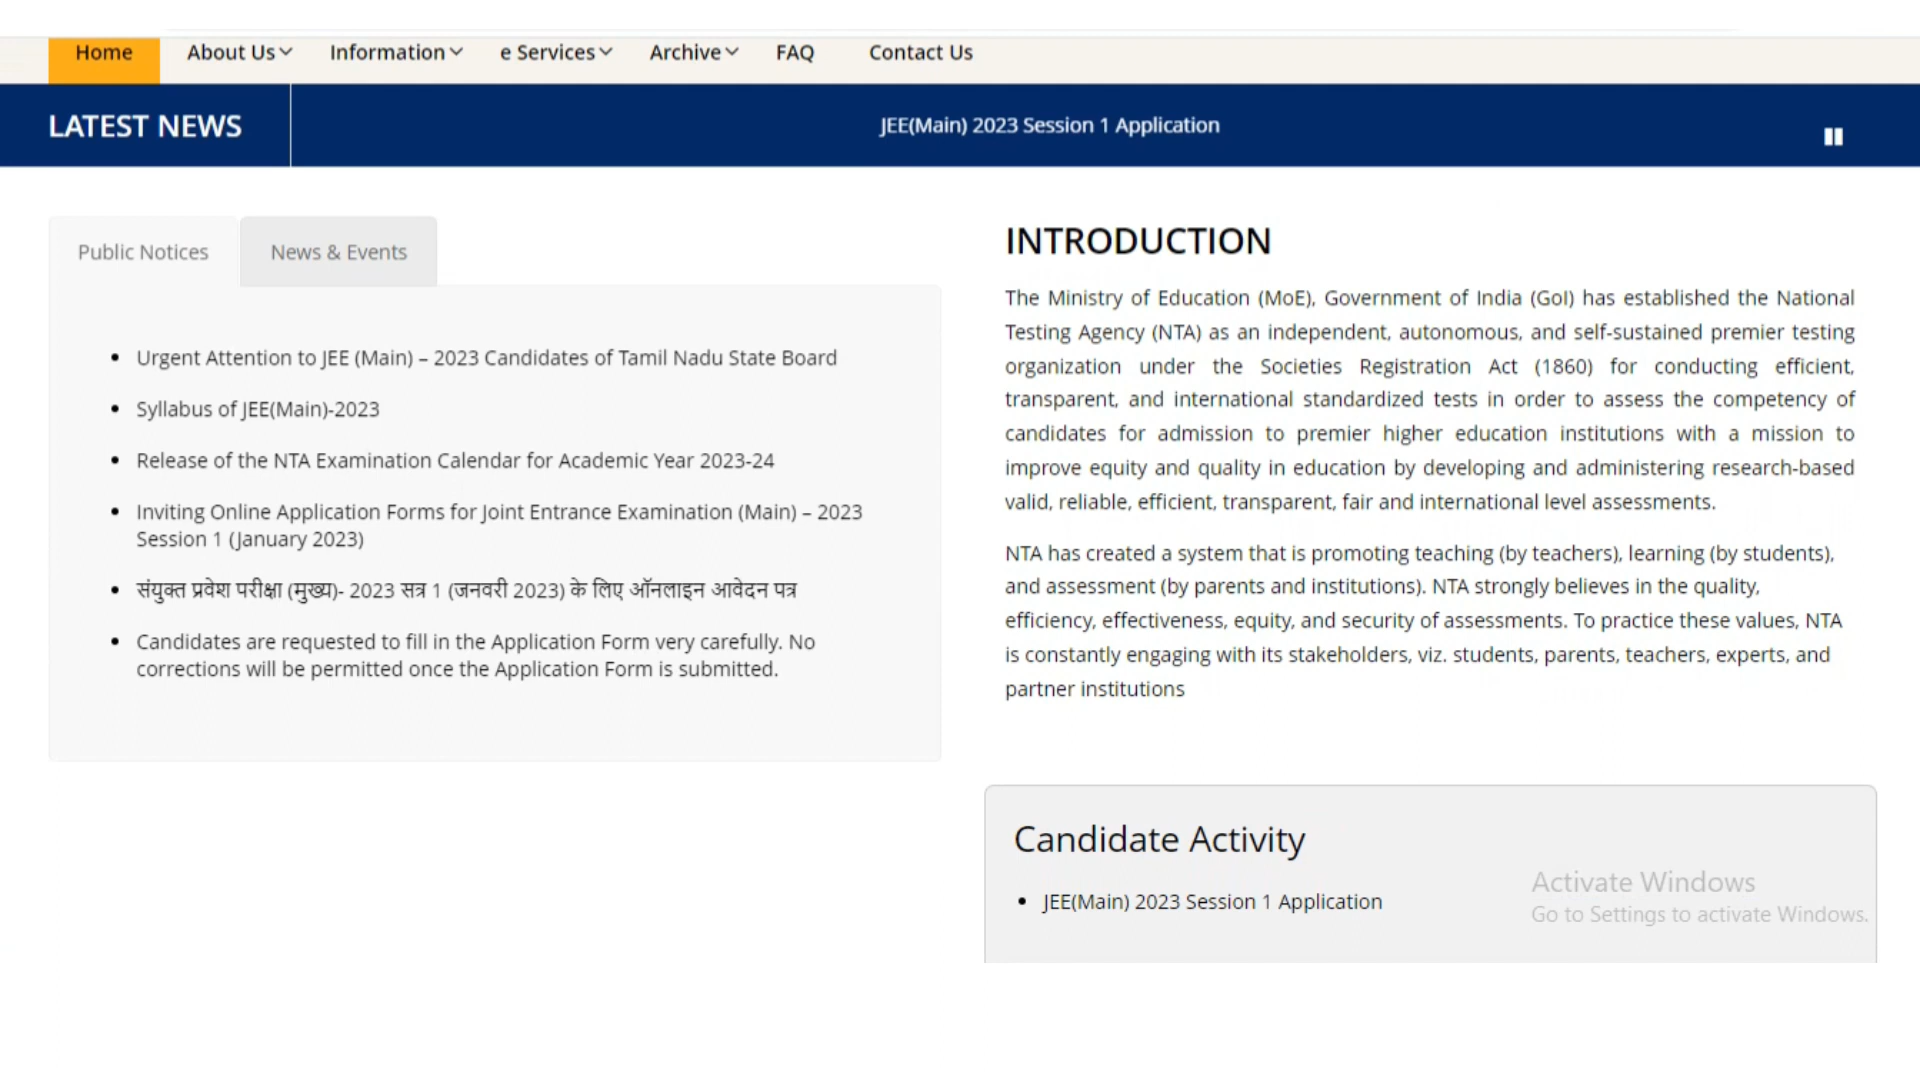 Home
About Us
Information
e Services
Archive
FAQ
Contact Us
LATEST NEWS
JEE(Main) 2023 Session 1 Application
Public Notices
News & Events
Urgent Attention to JEE (Main) – 2023 Candidates of Tamil Nadu State Board
Syllabus of JEE(Main)-2023
Release of the NTA Examination Calendar for Academic Year 2023-24
Inviting Online Application Forms for Joint Entrance Examination (Main) – 2023
Session 1 (January 2023)
संयुक्त प्रवेश परीक्षा (मुख्य)- 2023 सत्र 1 (जनवरी 2023) के लिए ऑनलाइन आवेदन पत्र
Candidates are requested to fill in the Application Form very carefully. No
corrections will be permitted once the Application Form is submitted.
INTRODUCTION
The Ministry of Education (MoE), Government of India (GoI) has established the National
Testing Agency (NTA) as an independent, autonomous, and self-sustained premier testing
organization under the Societies Registration Act (1860) for conducting efficient,
transparent, and international standardized tests in order to assess the competency of
candidates for admission to premier higher education institutions with a mission to
improve equity and quality in education by developing and administering research-based
valid, reliable, efficient, transparent, fair and international level assessments.
NTA has created a system that is promoting teaching (by teachers), learning (by students),
and assessment (by parents and institutions). NTA strongly believes in the quality,
efficiency, effectiveness, equity, and security of assessments. To practice these values, NTA
is constantly engaging with its stakeholders, viz. students, parents, teachers, experts, and
partner institutions
Candidate Activity
JEE(Main) 2023 Session 1 Application
Activate Windows
Go to Settings to activate Windows.